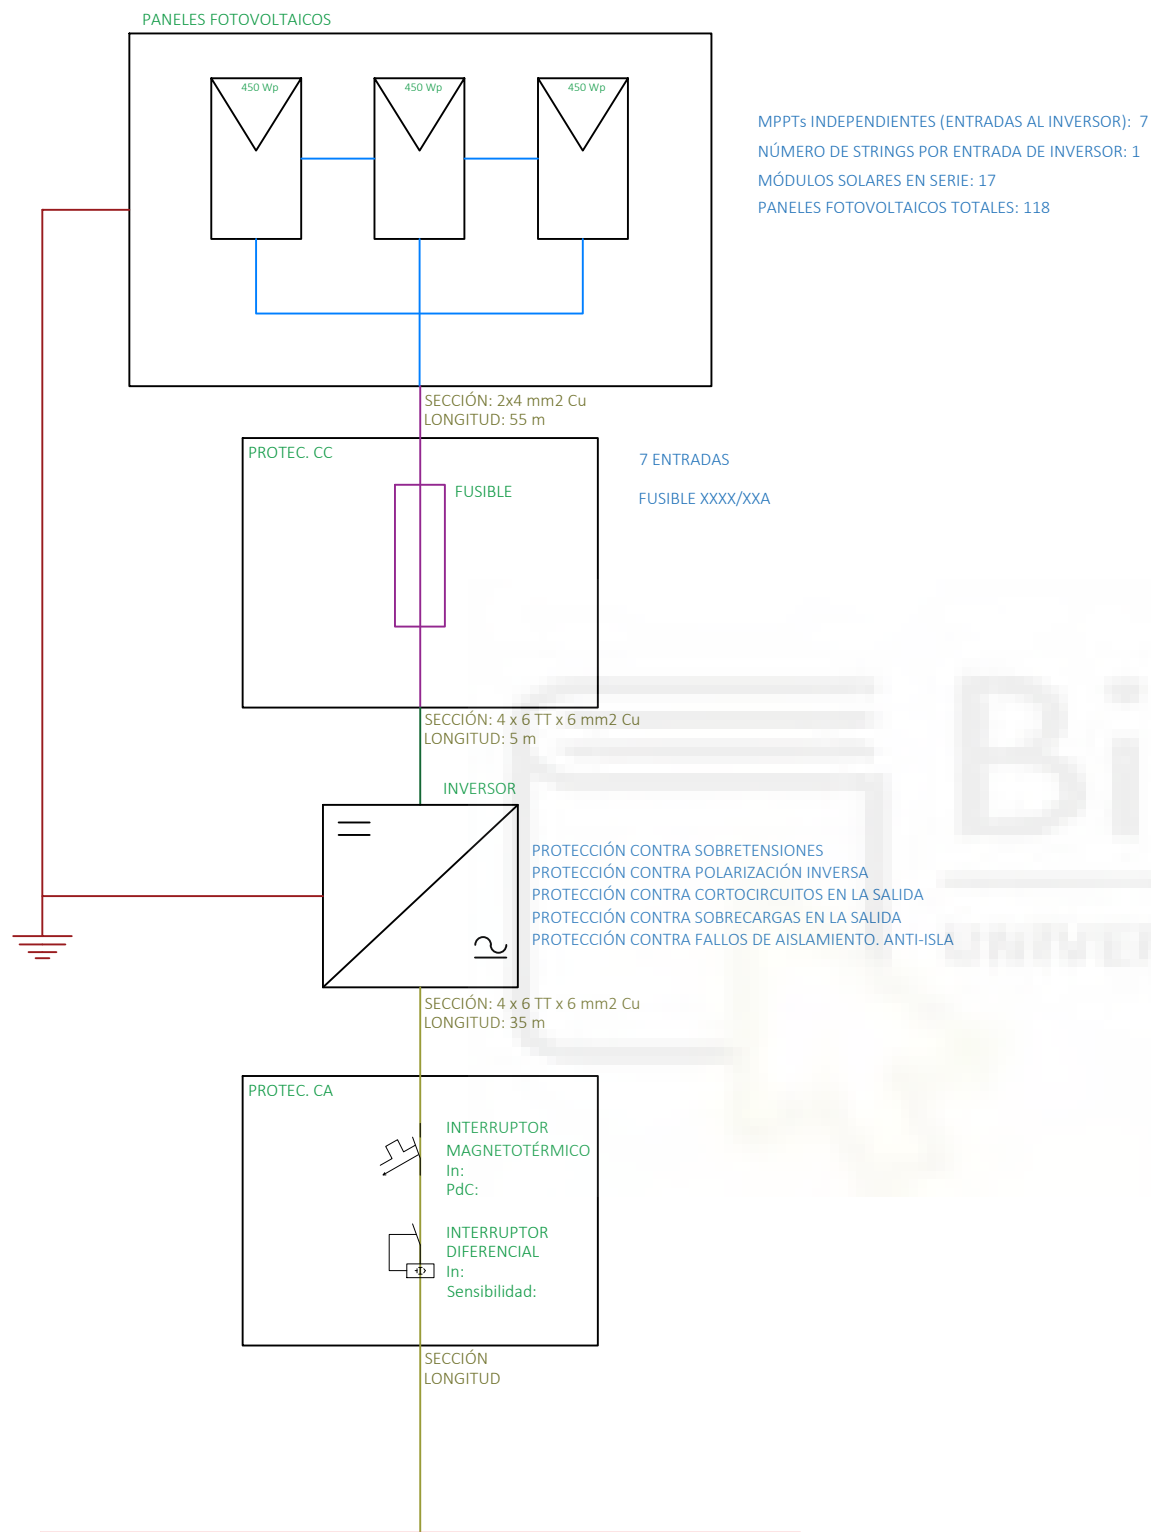 PANELES FOTOVOLTAICOS
450 Wp
450 Wp
450 Wp
MPPTs INDEPENDIENTES (ENTRADAS AL INVERSOR): 7
NÚMERO DE STRINGS POR ENTRADA DE INVERSOR: 1
MÓDULOS SOLARES EN SERIE: 17
PANELES FOTOVOLTAICOS TOTALES: 118
SECCIÓN: 2x4 mm2 Cu
LONGITUD: 55 m
PROTEC. CC
FUSIBLE
7 ENTRADAS
FUSIBLE XXXX/XXA
SECCIÓN: 4 x 6 TT x 6 mm2 Cu
LONGITUD: 5 m
INVERSOR
PROTECCIÓN CONTRA SOBRETENSIONES
PROTECCIÓN CONTRA POLARIZACIÓN INVERSA
PROTECCIÓN CONTRA CORTOCIRCUITOS EN LA SALIDA
PROTECCIÓN CONTRA SOBRECARGAS EN LA SALIDA
PROTECCIÓN CONTRA FALLOS DE AISLAMIENTO. ANTI-ISLA
SECCIÓN: 4 x 6 TT x 6 mm2 Cu
LONGITUD: 35 m
PROTEC. CA
INTERRUPTOR
MAGNETOTÉRMICO
In:
PdC:
INTERRUPTOR
DIFERENCIAL
In:
Sensibilidad:
SECCIÓN
LONGITUD
Bi
UNIVE